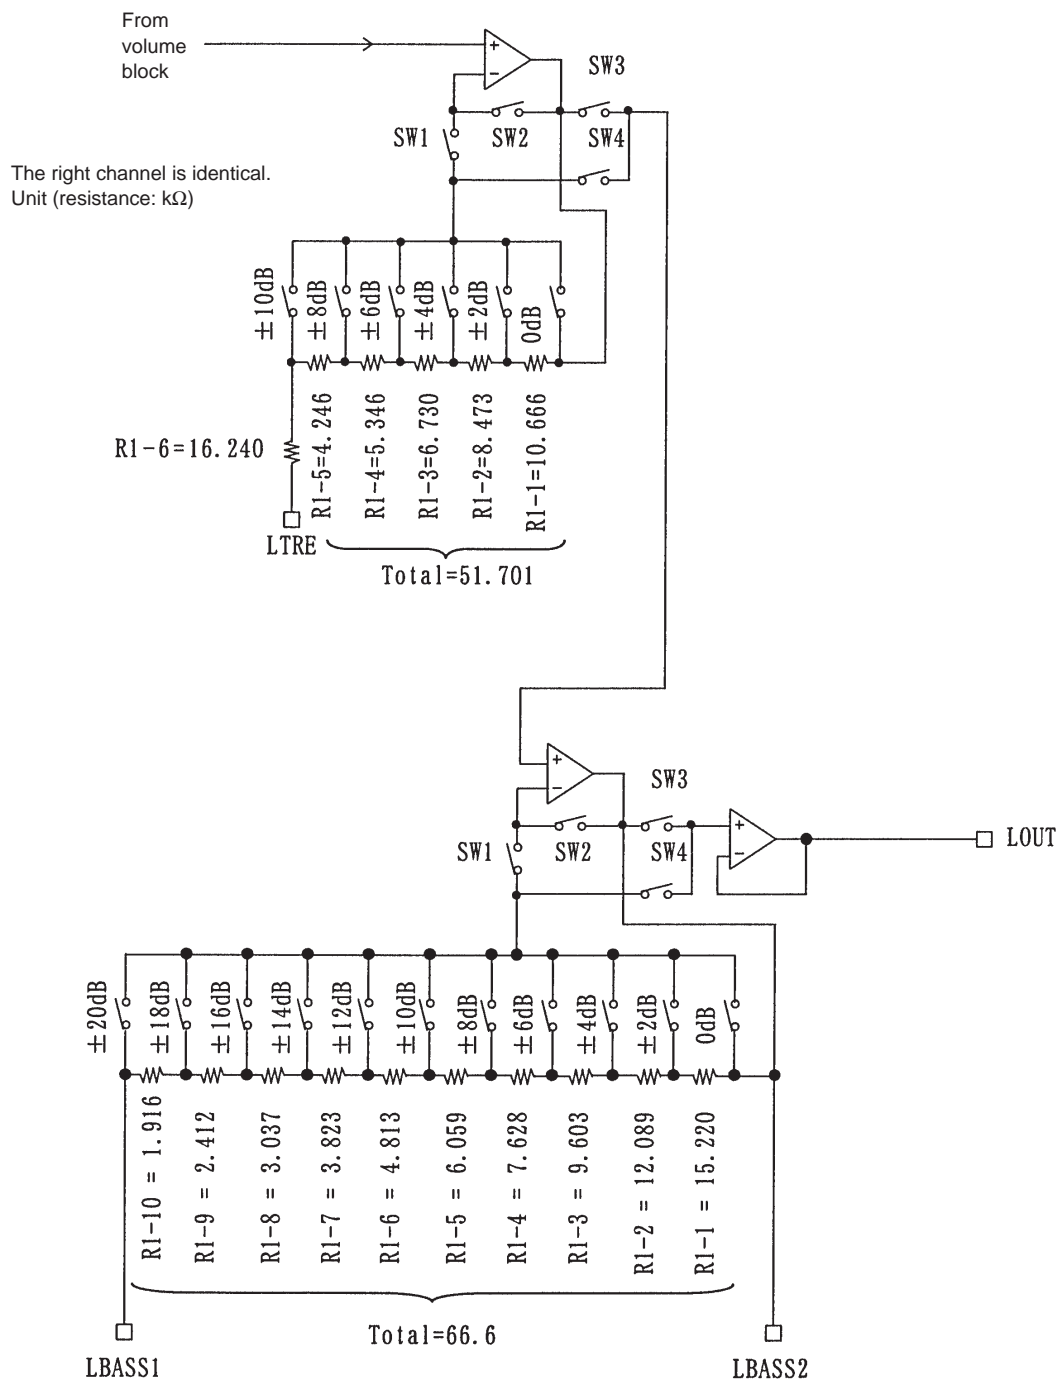 From
volume
block
+
−
SW3
SW1
SW2
SW4
The right channel is identical.
Unit (resistance: kΩ)
±10dB
±8dB
±6dB
±4dB
±2dB
0dB
R1-6=16.240
R1-5=4.246
R1-4=5.346
R1-3=6.730
R1-2=8.473
R1-1=10.666
LTRE
Total=51.701
+
−
SW3
SW1
SW2
SW4
+
−
LOUT
±20dB
±18dB
±16dB
±14dB
±12dB
±10dB
±8dB
±6dB
±4dB
±2dB
0dB
R1-10 = 1.916
R1-9 = 2.412
R1-8 = 3.037
R1-7 = 3.823
R1-6 = 4.813
R1-5 = 6.059
R1-4 = 7.628
R1-3 = 9.603
R1-2 = 12.089
R1-1 = 15.220
Total=66.6
LBASS1
LBASS2